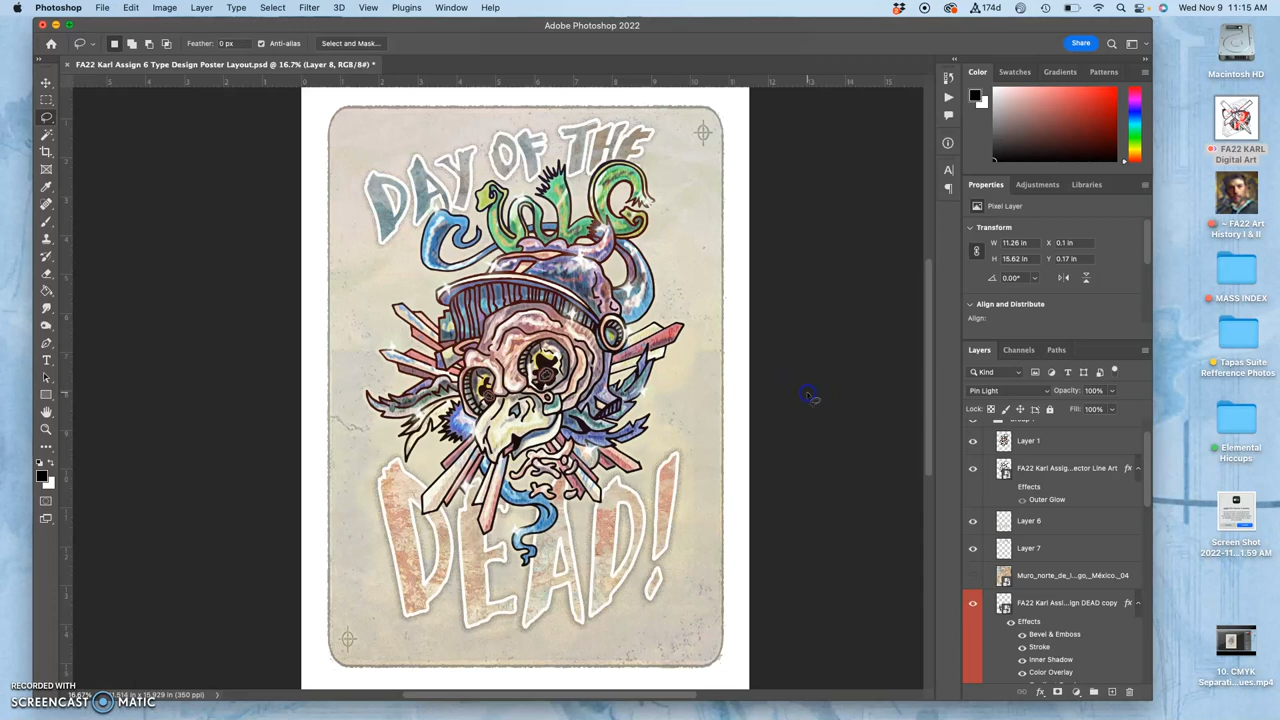 Photoshop File Edit Image Layer Type Select Filter 3D View Plugins Window Help
174d
Wed Nov 9 11:15 AM
Adobe Photoshop 2022
Feather: 0 px Anti-alias Select and Mask... Share
FA22 Karl Assign 6 Type Design Poster Layout.psd @ 16.7% (Layer 8, RGB/8#) *
Color Swatches Gradients Patterns
DAY OF THE
DEAD!
Properties Adjustments Libraries
Pixel Layer
Transform
W 11.26 in X 0.1 in
H 15.62 in Y 0.17 in
0.00°
Align and Distribute
Align:
Layers Channels Paths
Kind
Pin Light Opacity: 100%
Lock: Fill: 100%
Layer 1
FA22 Karl Assig...ector Line Art fx
Effects
Outer Glow
Layer 6
Layer 7
Muro_norte_de_l...go,_México,_04
FA22 Karl Assi...ign DEAD copy fx
Effects
Bevel & Emboss
Stroke
Inner Shadow
Color Overlay
Macintosh HD
FA22 KARL
Digital Art
~ FA22 Art
History I & II
MASS INDEX
Tapas Suite
Refference Photos
Elemental
Hiccups
Screen Shot
2022-11...1.59 AM
10. CMYK
Separati...ues.mp4
RECORDED WITH
SCREENCAST MATIC